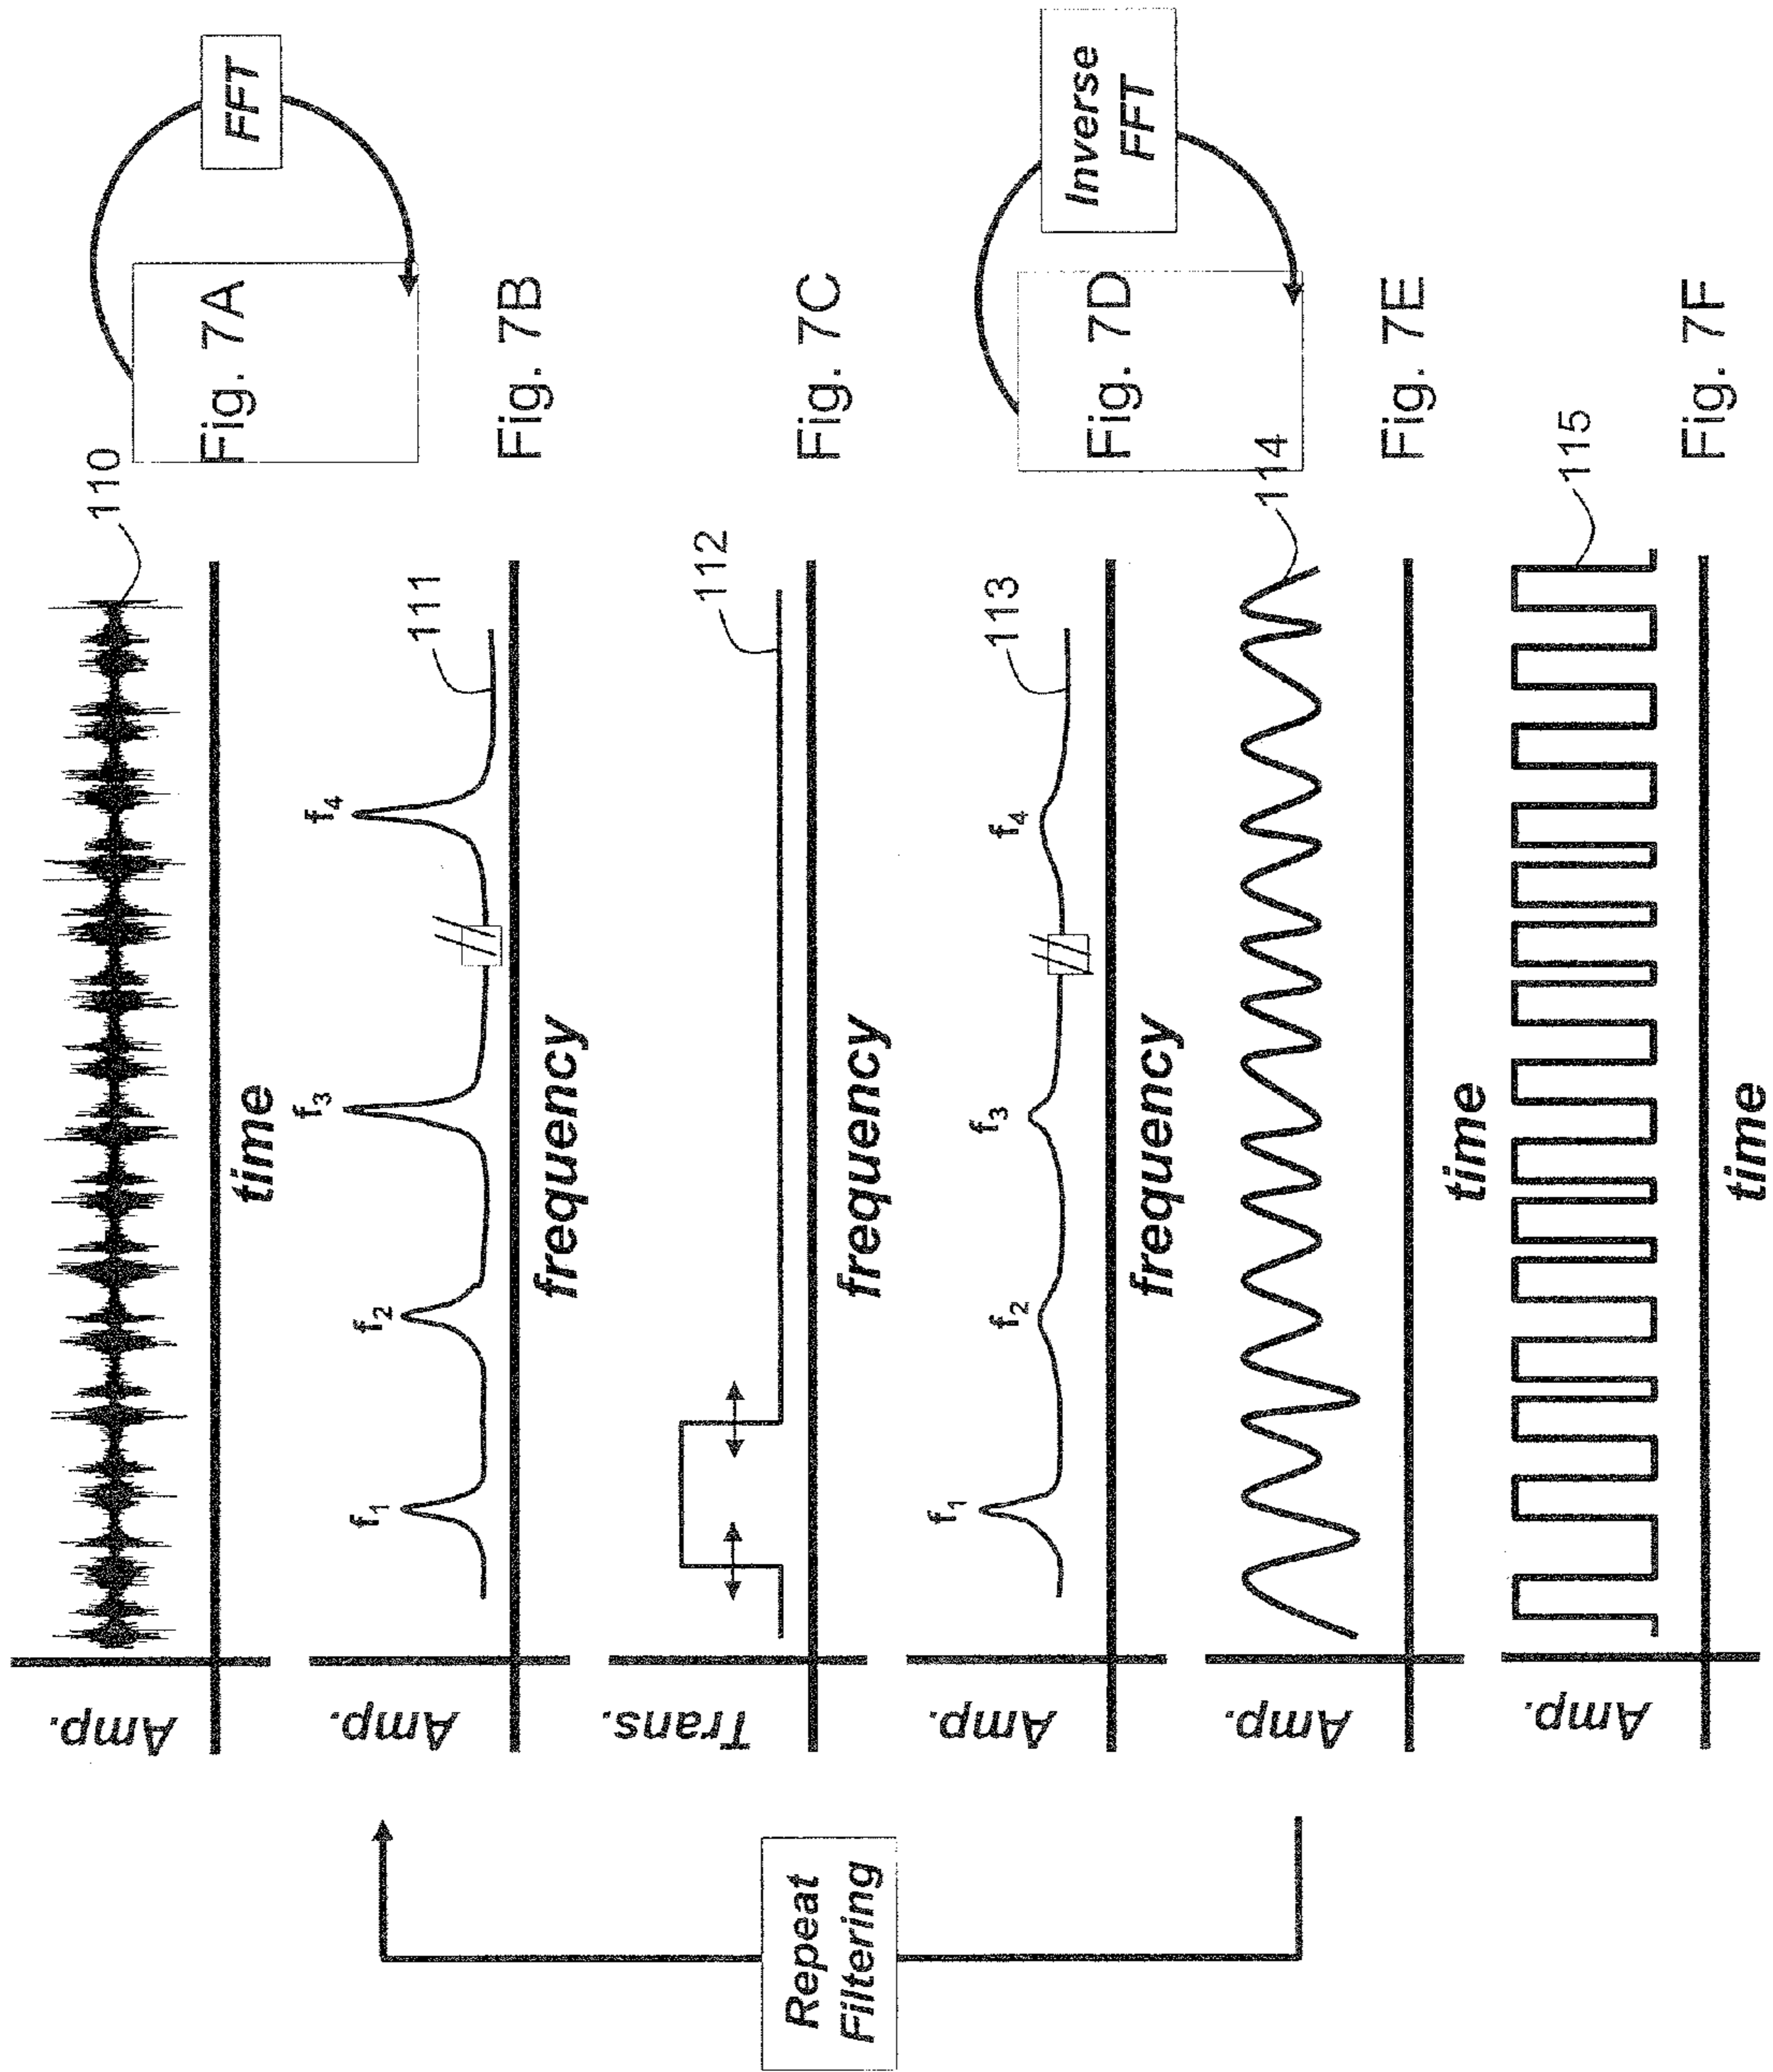 Amp.
110
time
Fig. 7A
FFT
Amp.
f1
f2
f3
f4
111
frequency
Fig. 7B
Trans.
112
frequency
Fig. 7C
Amp.
f1
f2
f3
f4
113
frequency
Fig. 7D
Inverse
FFT
Amp.
114
time
Fig. 7E
Amp.
115
time
Fig. 7F
Repeat
Filtering